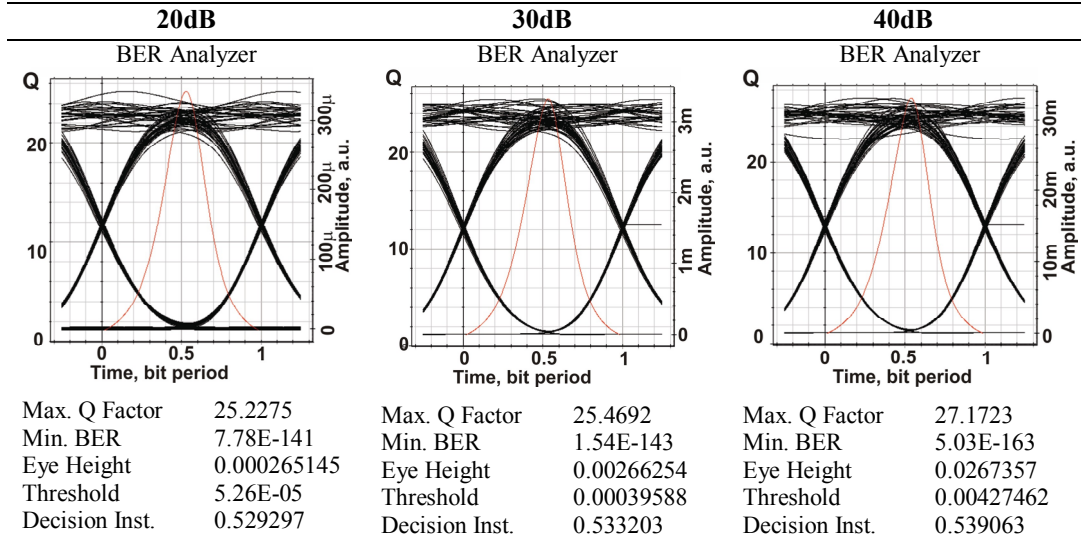 20dB 30dB 40dB
BER Analyzer BER Analyzer BER Analyzer
Q
20
10
0
0 0.5 1
Time, bit period
300μ
200μ
100μ
0
Amplitude, a.u.
Q
20
10
0
0 0.5 1
Time, bit period
3m
2m
1m
0
Amplitude, a.u.
Q
20
10
0
0 0.5 1
Time, bit period
30m
20m
10m
0
Amplitude, a.u.
Max. Q Factor 25.2275
Min. BER 7.78E-141
Eye Height 0.000265145
Threshold 5.26E-05
Decision Inst. 0.529297
Max. Q Factor 25.4692
Min. BER 1.54E-143
Eye Height 0.00266254
Threshold 0.00039588
Decision Inst. 0.533203
Max. Q Factor 27.1723
Min. BER 5.03E-163
Eye Height 0.0267357
Threshold 0.00427462
Decision Inst. 0.539063